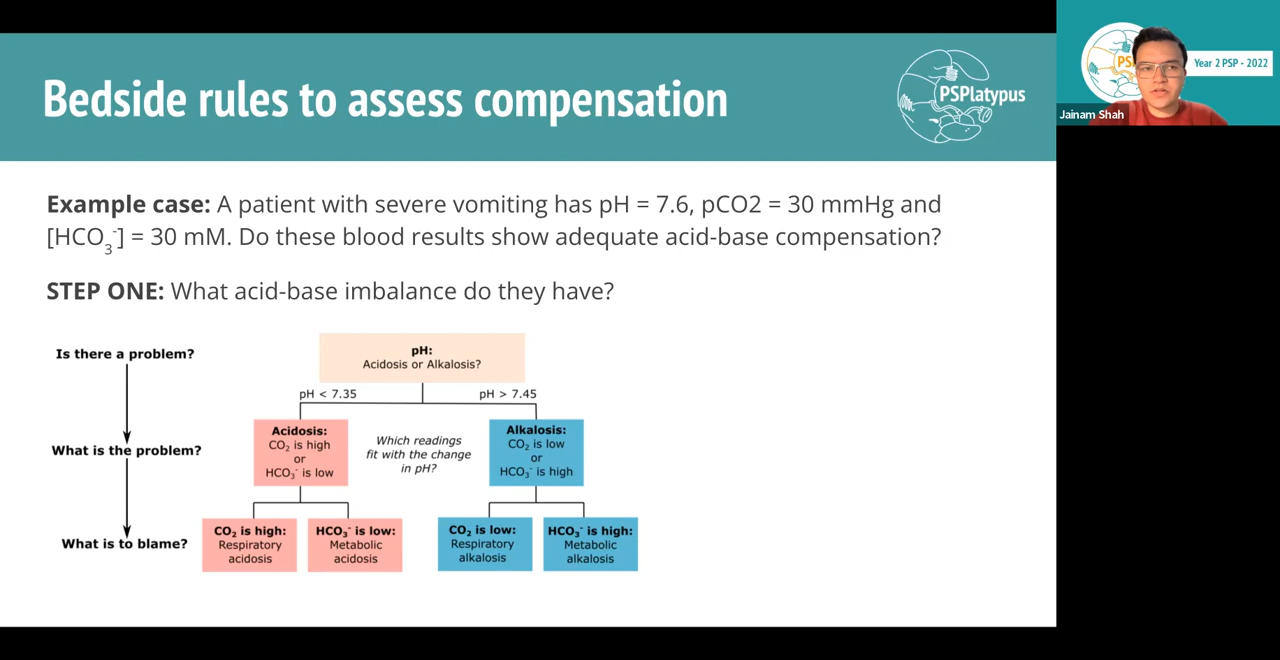 Bedside rules to assess compensation
PSPlatypus
PS
Year 2 PSP - 2022
Jainam Shah
Example case: A patient with severe vomiting has pH = 7.6, pCO2 = 30 mmHg and
[HCO₃⁻] = 30 mM. Do these blood results show adequate acid-base compensation?
STEP ONE: What acid-base imbalance do they have?
Is there a problem?
What is the problem?
What is to blame?
pH:
Acidosis or Alkalosis?
pH < 7.35
pH > 7.45
Acidosis:
CO₂ is high
or
HCO₃⁻ is low
Which readings
fit with the change
in pH?
Alkalosis:
CO₂ is low
or
HCO₃⁻ is high
CO₂ is high:
Respiratory
acidosis
HCO₃⁻ is low:
Metabolic
acidosis
CO₂ is low:
Respiratory
alkalosis
HCO₃⁻ is high:
Metabolic
alkalosis